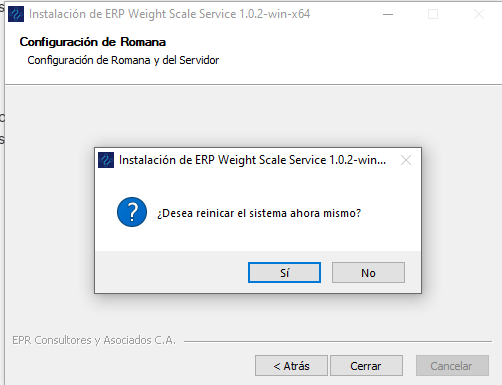 Instalación de ERP Weight Scale Service 1.0.2-win-x64
Configuración de Romana
Configuración de Romana y del Servidor
Instalación de ERP Weight Scale Service 1.0.2-win...
¿Desea reinicar el sistema ahora mismo?
Sí
No
EPR Consultores y Asociados C.A.
< Atrás
Cerrar
Cancelar